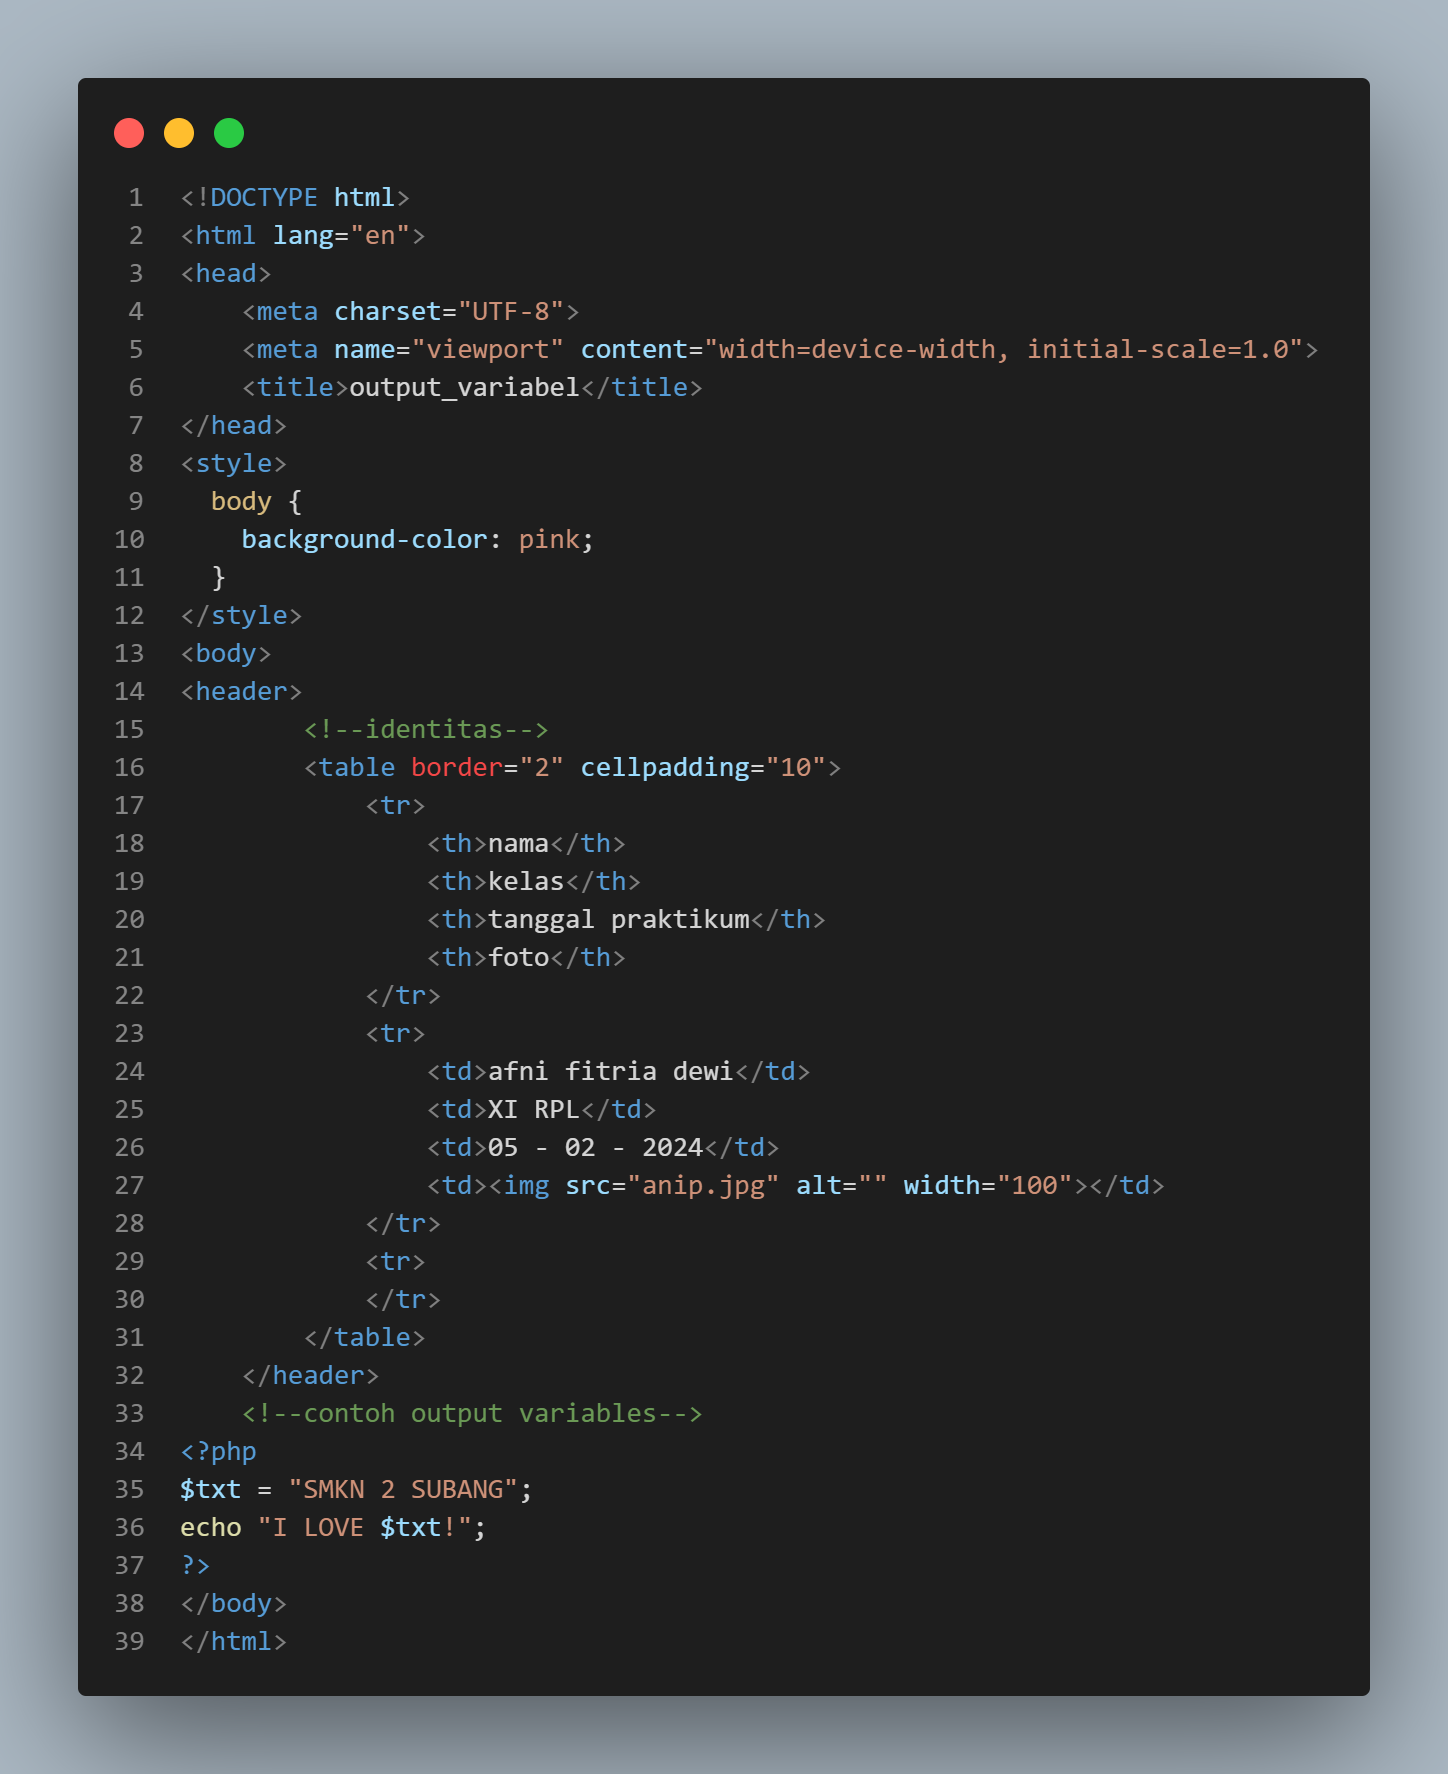 1 <!DOCTYPE html>
2 <html lang="en">
3 <head>
4     <meta charset="UTF-8">
5     <meta name="viewport" content="width=device-width, initial-scale=1.0">
6     <title>output_variabel</title>
7 </head>
8 <style>
9   body {
10     background-color: pink;
11   }
12 </style>
13 <body>
14 <header>
15         <!--identitas-->
16         <table border="2" cellpadding="10">
17             <tr>
18                 <th>nama</th>
19                 <th>kelas</th>
20                 <th>tanggal praktikum</th>
21                 <th>foto</th>
22             </tr>
23             <tr>
24                 <td>afni fitria dewi</td>
25                 <td>XI RPL</td>
26                 <td>05 - 02 - 2024</td>
27                 <td><img src="anip.jpg" alt="" width="100"></td>
28             </tr>
29             <tr>
30             </tr>
31         </table>
32     </header>
33     <!--contoh output variables-->
34 <?php
35 $txt = "SMKN 2 SUBANG";
36 echo "I LOVE $txt!";
37 ?>
38 </body>
39 </html>